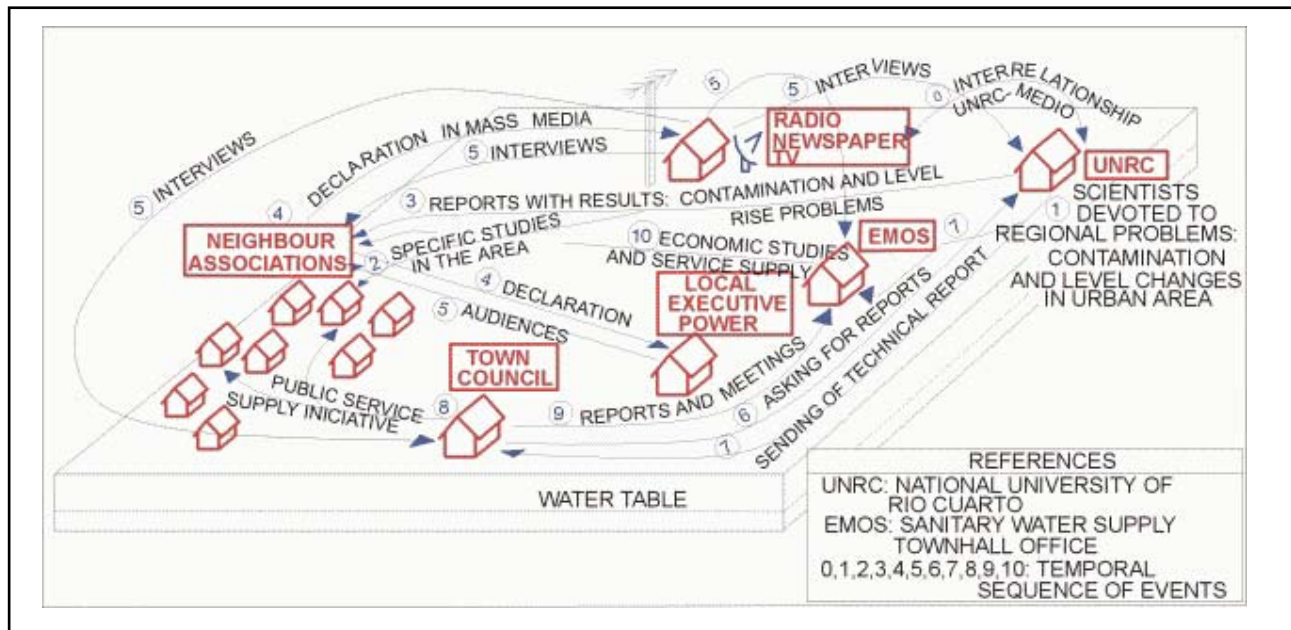 5 INTERVIEWS
4 DECLARATION IN MASS MEDIA
5 INTERVIEWS
5
5 INTERVIEWS
0 INTERRELATIONSHIP
UNRC- MEDIO
RADIO
NEWSPAPER
TV
UNRC
1 SCIENTISTS
DEVOTED TO
REGIONAL PROBLEMS:
CONTAMINATION
AND LEVEL CHANGES
IN URBAN AREA
3 REPORTS WITH RESULTS: CONTAMINATION AND LEVEL
RISE PROBLEMS
NEIGHBOUR
ASSOCIATIONS
2 SPECIFIC STUDIES
IN THE AREA
10 ECONOMIC STUDIES
AND SERVICE SUPPLY
EMOS
7
4 DECLARATION
5 AUDIENCES
LOCAL
EXECUTIVE
POWER
TOWN
COUNCIL
PUBLIC SERVICE
SUPPLY INICIATIVE
8
9 REPORTS AND MEETINGS
6 ASKING FOR REPORTS
7 SENDING OF TECHNICAL REPORT
WATER TABLE
REFERENCES
UNRC: NATIONAL UNIVERSITY OF
RIO CUARTO
EMOS: SANITARY WATER SUPPLY
TOWNHALL OFFICE
0,1,2,3,4,5,6,7,8,9,10: TEMPORAL
SEQUENCE OF EVENTS